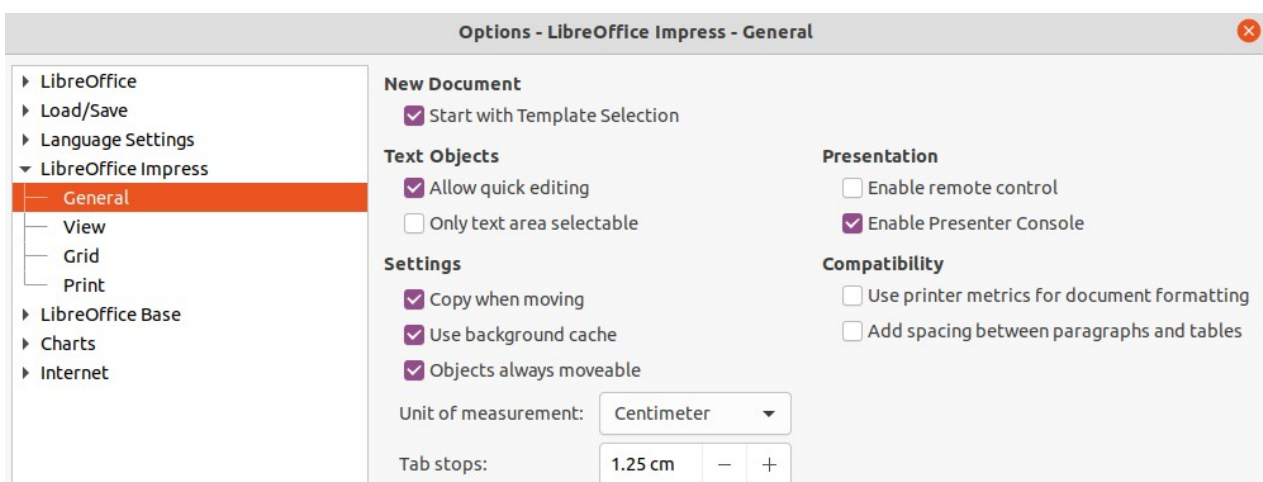 Options - LibreOffice Impress - General
LibreOffice
Load/Save
Language Settings
LibreOffice Impress
General
View
Grid
Print
LibreOffice Base
Charts
Internet
New Document
Start with Template Selection
Text Objects
Allow quick editing
Only text area selectable
Settings
Copy when moving
Use background cache
Objects always moveable
Unit of measurement: Centimeter
Tab stops: 1.25 cm − +
Presentation
Enable remote control
Enable Presenter Console
Compatibility
Use printer metrics for document formatting
Add spacing between paragraphs and tables